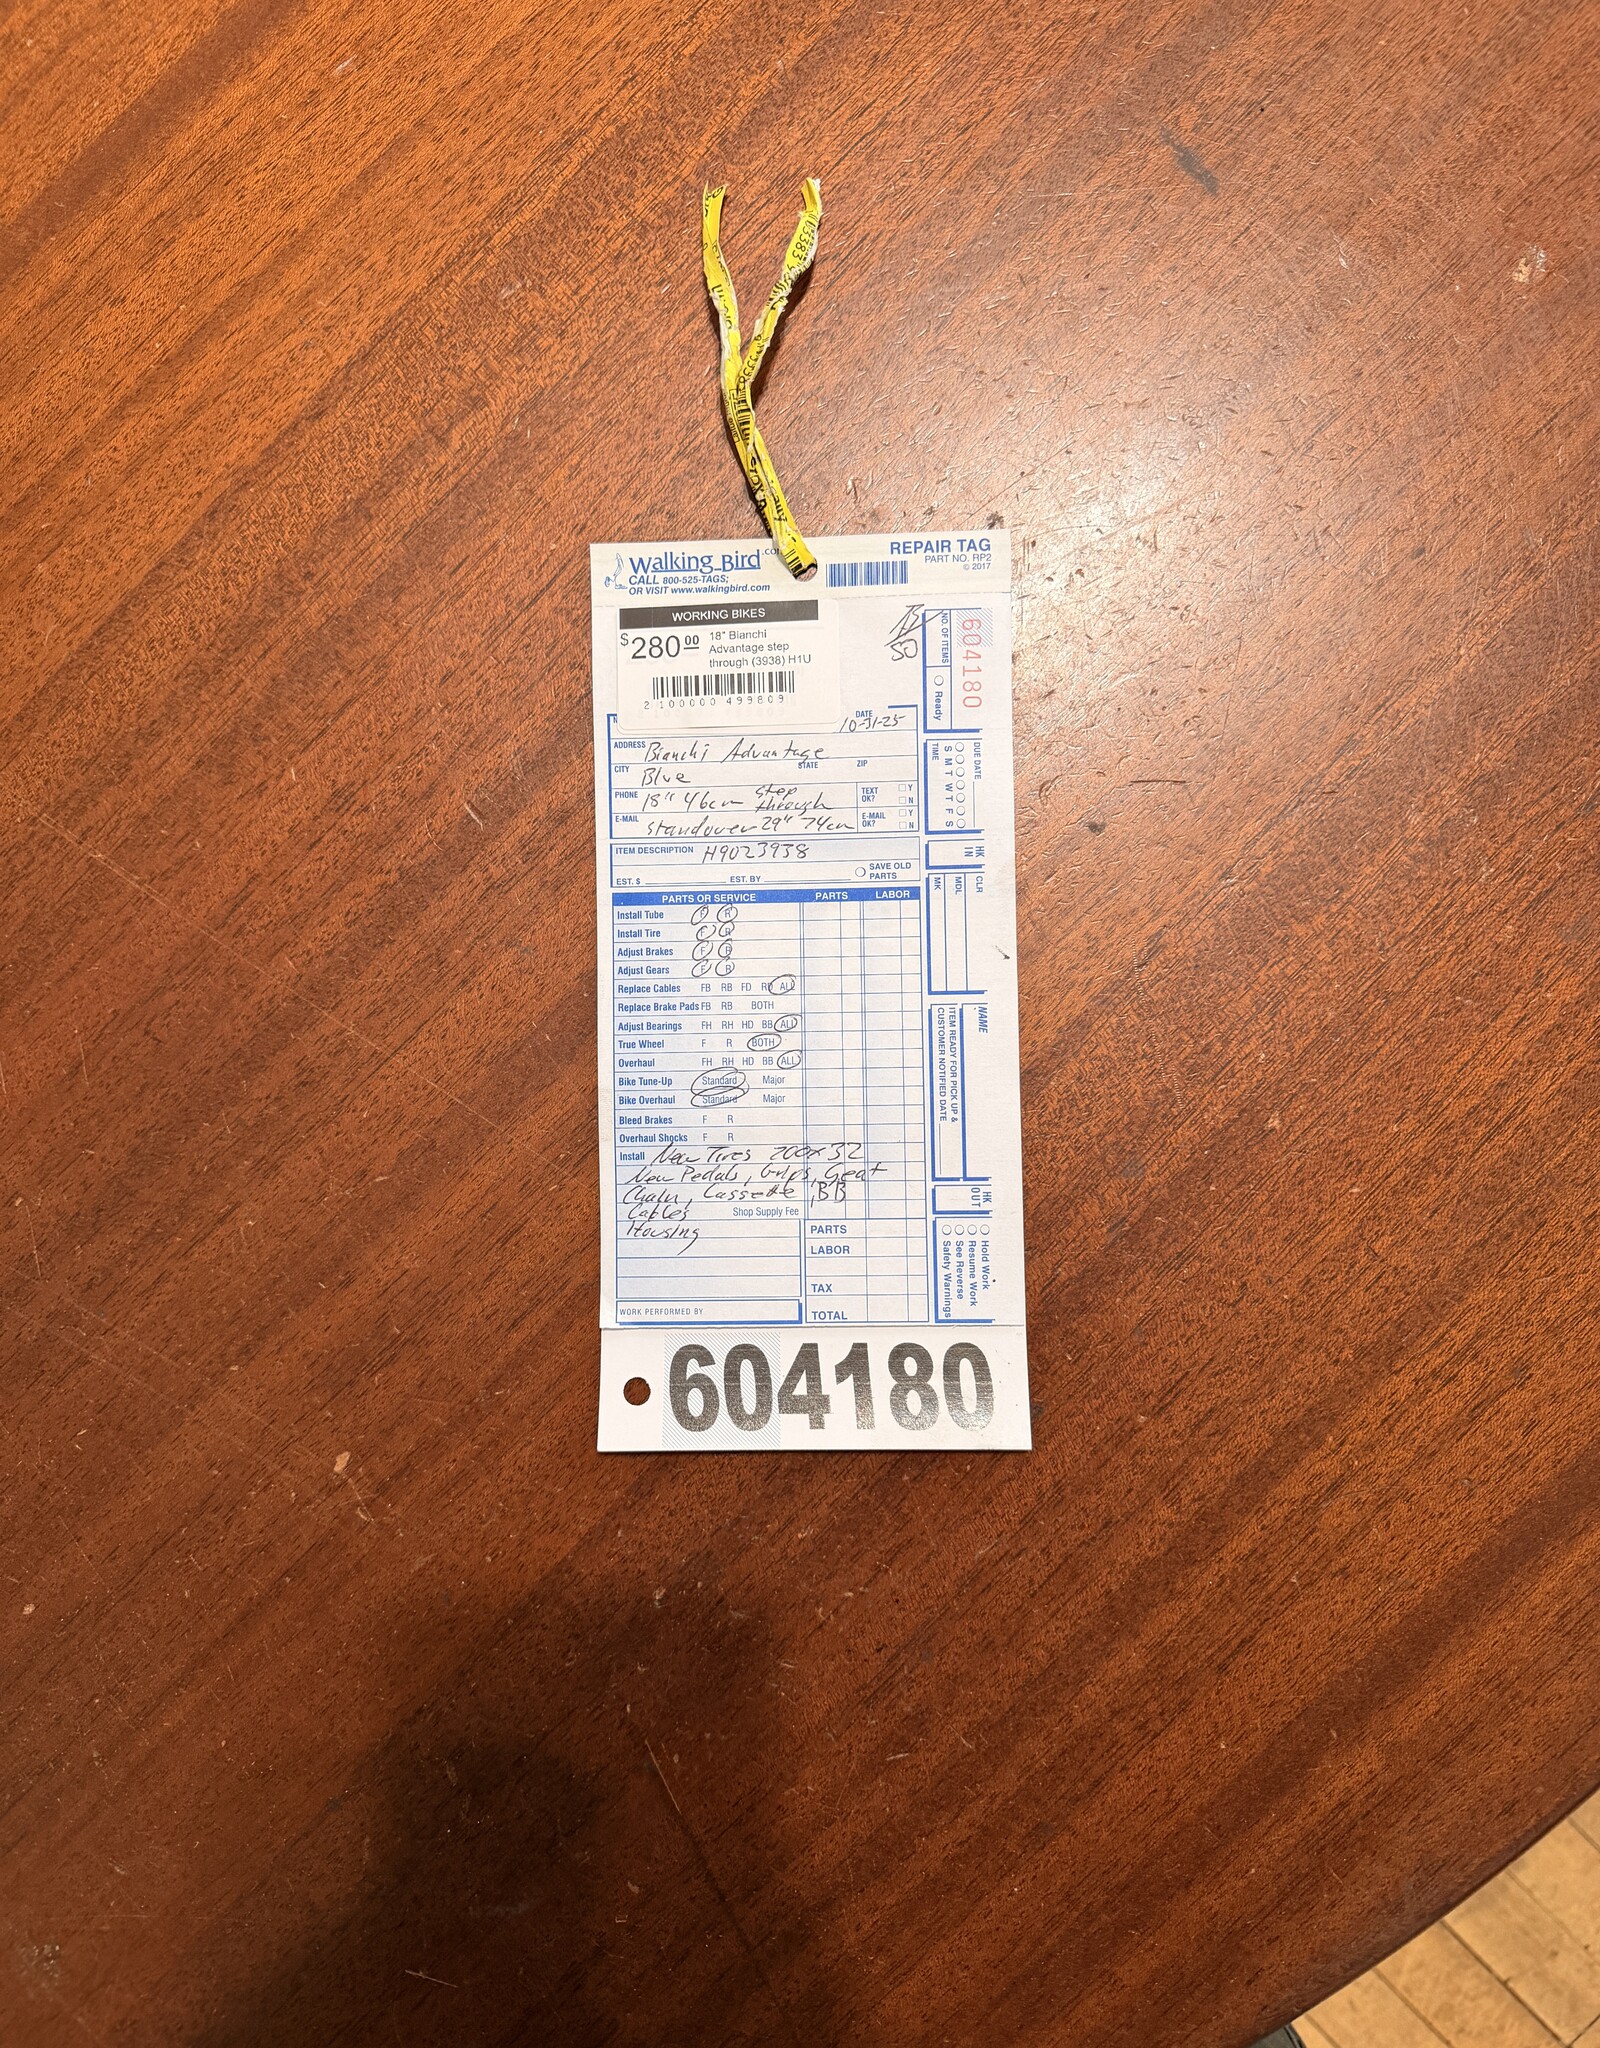 Walking Bird.co
REPAIR TAG
PART NO. RP2
© 2017
CALL 800-525-TAGS;
OR VISIT www.walkingbird.com
WORKING BIKES
$280.00
18" Bianchi
Advantage step
through (3938) H1U
2 100000 499809
50
NO. OF ITEMS
604180
Ready
DATE 10-31-25
ADDRESS Bianchi Advantage
CITY Blue STATE ZIP
PHONE 18" 46cm step through
TEXT OK? Y N
E-MAIL standover 29" 74cm
E-MAIL OK? Y N
DUE DATE
S M T W T F S
TIME
ITEM DESCRIPTION H9023938
EST. $ EST. BY SAVE OLD PARTS
HK IN
CLR
MDL
MK
PARTS OR SERVICE PARTS LABOR
Install Tube F R
Install Tire F R
Adjust Brakes F R
Adjust Gears F R
Replace Cables FB RB FD RD ALL
Replace Brake Pads FB RB BOTH
Adjust Bearings FH RH HD BB ALL
True Wheel F R BOTH
Overhaul FH RH HD BB ALL
Bike Tune-Up Standard Major
Bike Overhaul Standard Major
Bleed Brakes F R
Overhaul Shocks F R
Install New Tires 700x32
New Pedals, Grips, Seat
Chain, Cassette, BB
Cables Shop Supply Fee
Housing
PARTS
LABOR
TAX
TOTAL
WORK PERFORMED BY
NAME
ITEM READY FOR PICK UP &
CUSTOMER NOTIFIED DATE
HK OUT
Hold Work
Resume Work
See Reverse
Safety Warnings
604180